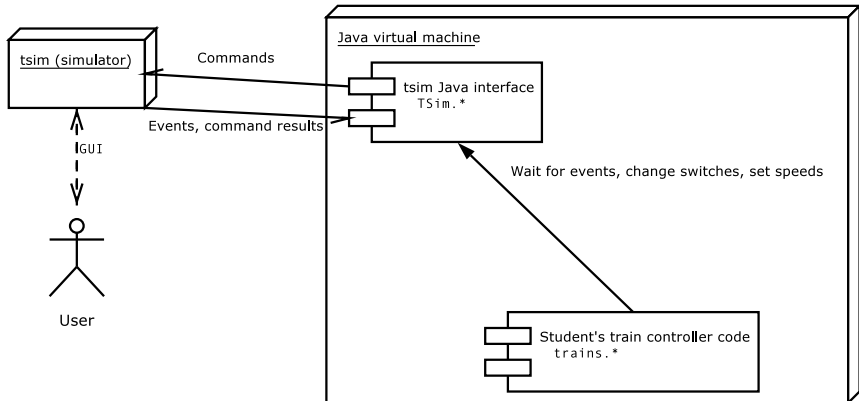 Java virtual machine
tsim (simulator)
Commands
tsim Java interface
TSim.*
Events, command results
GUI
Wait for events, change switches, set speeds
User
Student's train controller code
trains.*